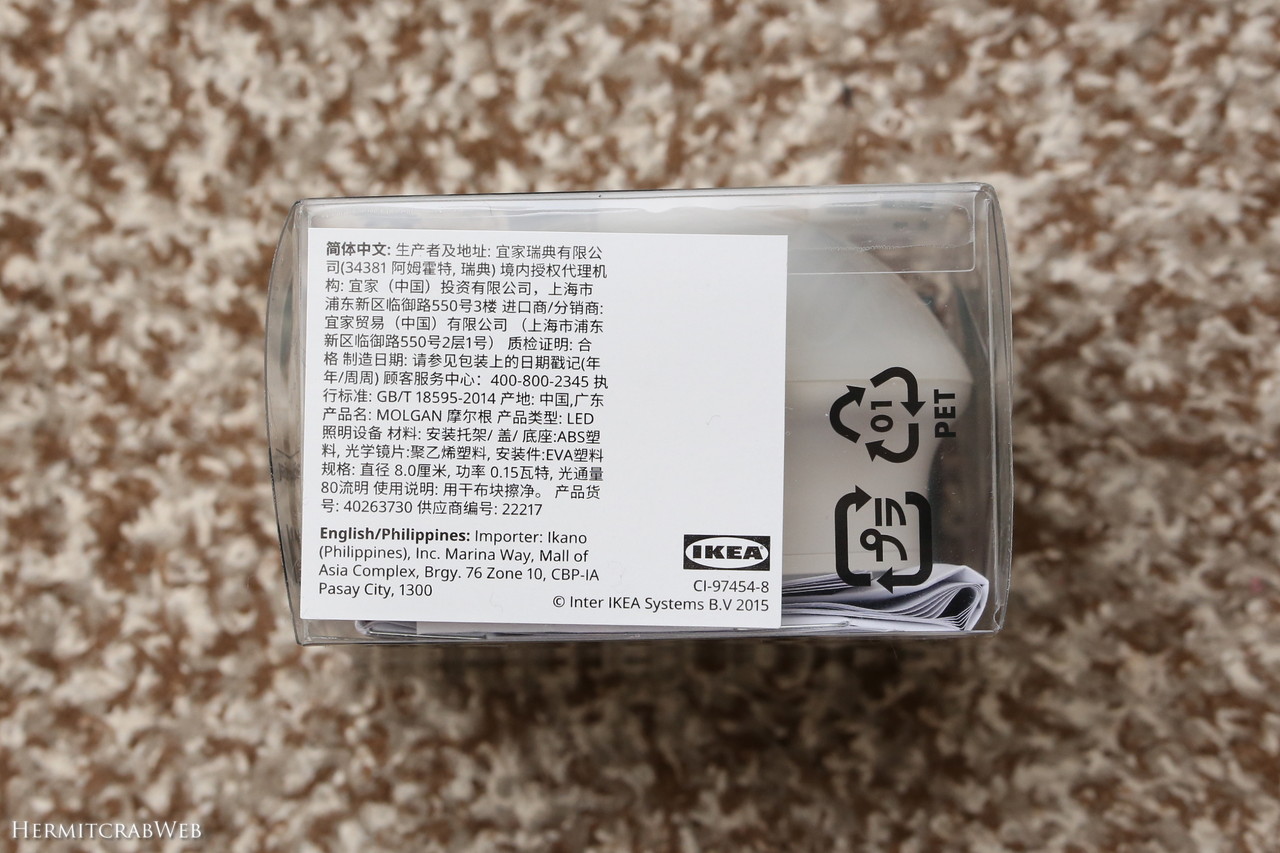 简体中文: 生产者及地址: 宜家瑞典有限公
司(34381 阿姆霍特, 瑞典) 境内授权代理机
构: 宜家（中国）投资有限公司，上海市
浦东新区临御路550号3楼 进口商/分销商:
宜家贸易（中国）有限公司 （上海市浦东
新区临御路550号2层1号） 质检证明: 合
格 制造日期: 请参见包装上的日期戳记(年
年/周周) 顾客服务中心：400-800-2345 执
行标准: GB/T 18595-2014 产地: 中国,广东
产品名: MOLGAN 摩尔根 产品类型: LED
照明设备 材料: 安装托架/ 盖/ 底座:ABS塑
料, 光学镜片:聚乙烯塑料, 安装件:EVA塑料
规格: 直径 8.0厘米, 功率 0.15瓦特, 光通量
80流明 使用说明: 用干布块擦净。 产品货
号: 40263730 供应商编号: 22217
English/Philippines: Importer: Ikano
(Philippines), Inc. Marina Way, Mall of
Asia Complex, Brgy. 76 Zone 10, CBP-IA
Pasay City, 1300
IKEA
CI-97454-8
© Inter IKEA Systems B.V 2015
01
PET
プラ
HermitcrabWeb